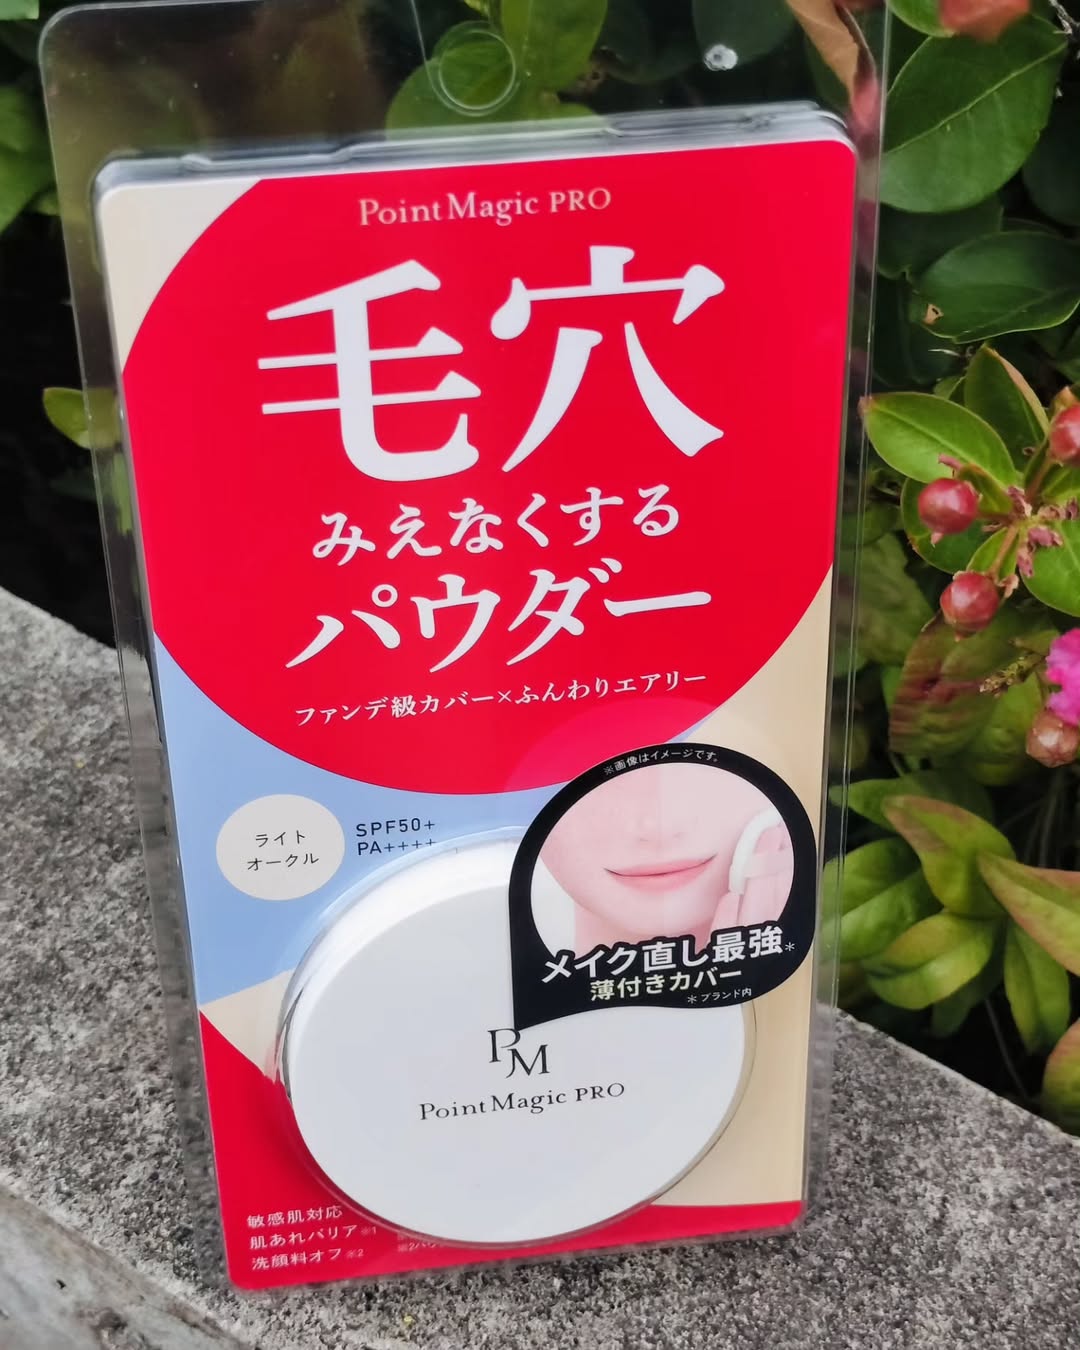 Point Magic PRO
毛穴
みえなくする
パウダー
ファンデ級カバー×ふんわりエアリー
※画像はイメージです。
ライト
オークル
SPF50+
PA++++
メイク直し最強*
薄付きカバー
*ブランド内
PM
Point Magic PRO
敏感肌対応
肌あれバリア※1
洗顔料オフ※2